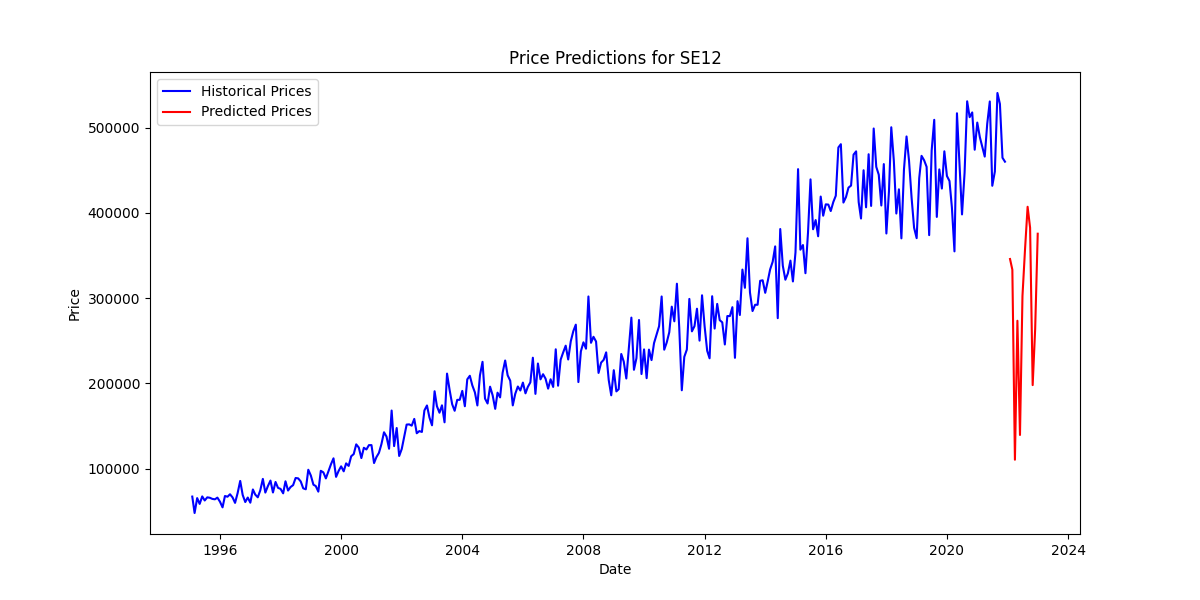 Price Predictions for SE12
Historical Prices
Predicted Prices
Price
500000
400000
300000
200000
100000
1996 2000 2004 2008 2012 2016 2020 2024
Date